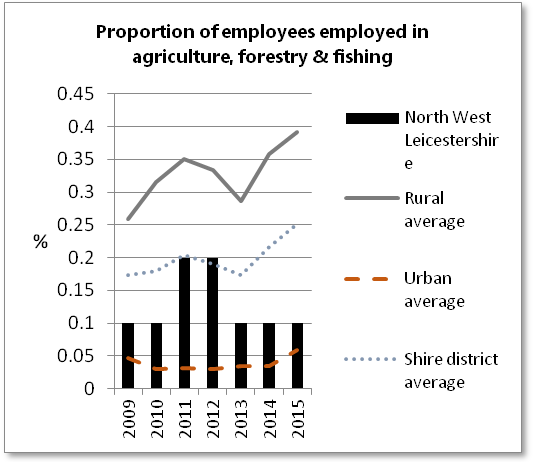 Proportion of employees employed in
agriculture, forestry & fishing
0.45
0.4
0.35
0.3
0.25
0.2
0.15
0.1
0.05
0
%
2009
2010
2011
2012
2013
2014
2015
North West
Leicestershir
e
Rural
average
Urban
average
Shire district
average